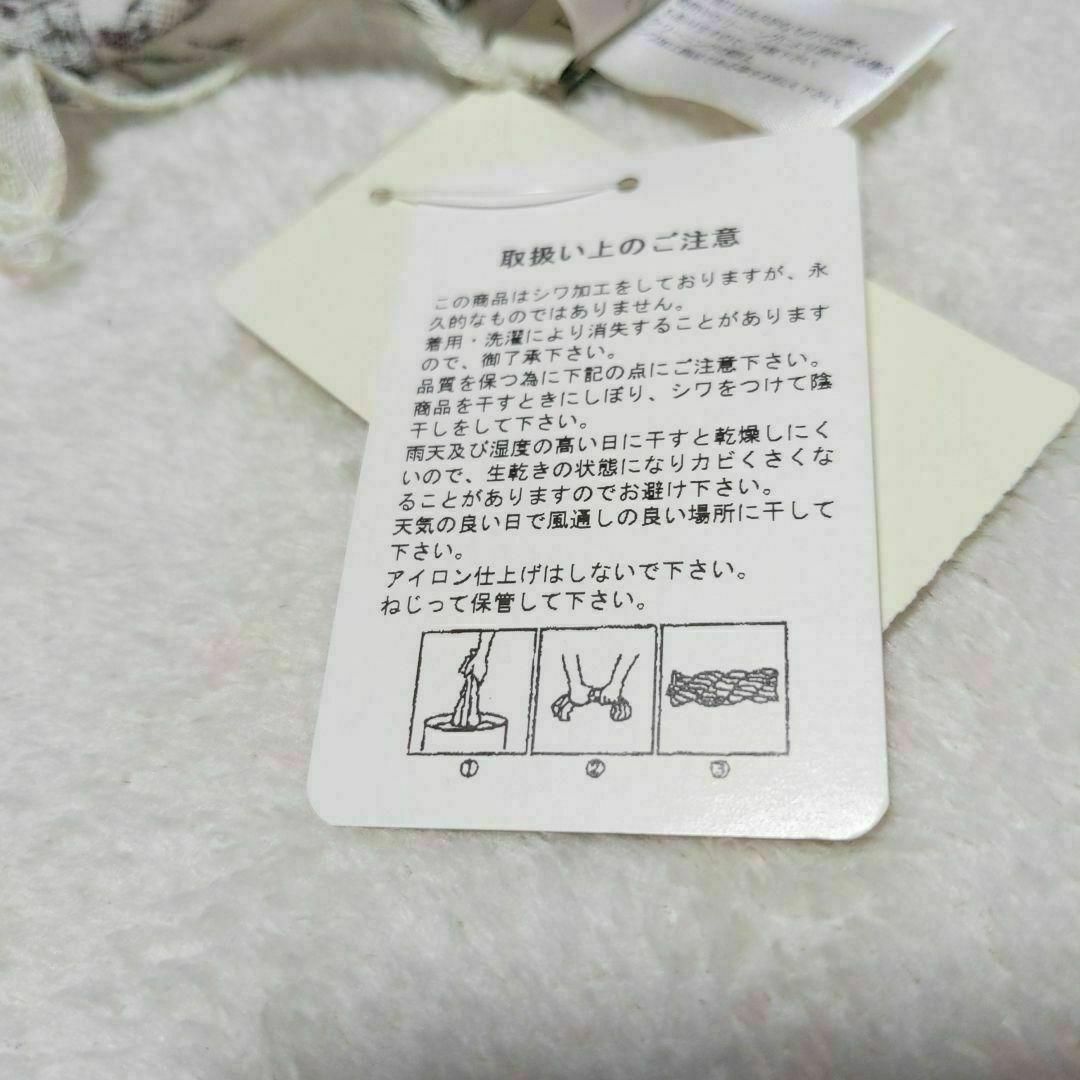 取扱い上のご注意
この商品はシワ加工をしておりますが、永
久的なものではありません。
着用・洗濯により消失することがあります
ので、御了承下さい。
品質を保つ為に下記の点にご注意下さい。
商品を干すときにしぼり、シワをつけて陰
干しをして下さい。
雨天及び湿度の高い日に干すと乾燥しにく
いので、生乾きの状態になりカビくさくな
ることがありますのでお避け下さい。
天気の良い日で風通しの良い場所に干して
下さい。
アイロン仕上げはしないで下さい。
ねじって保管して下さい。
① ② ③